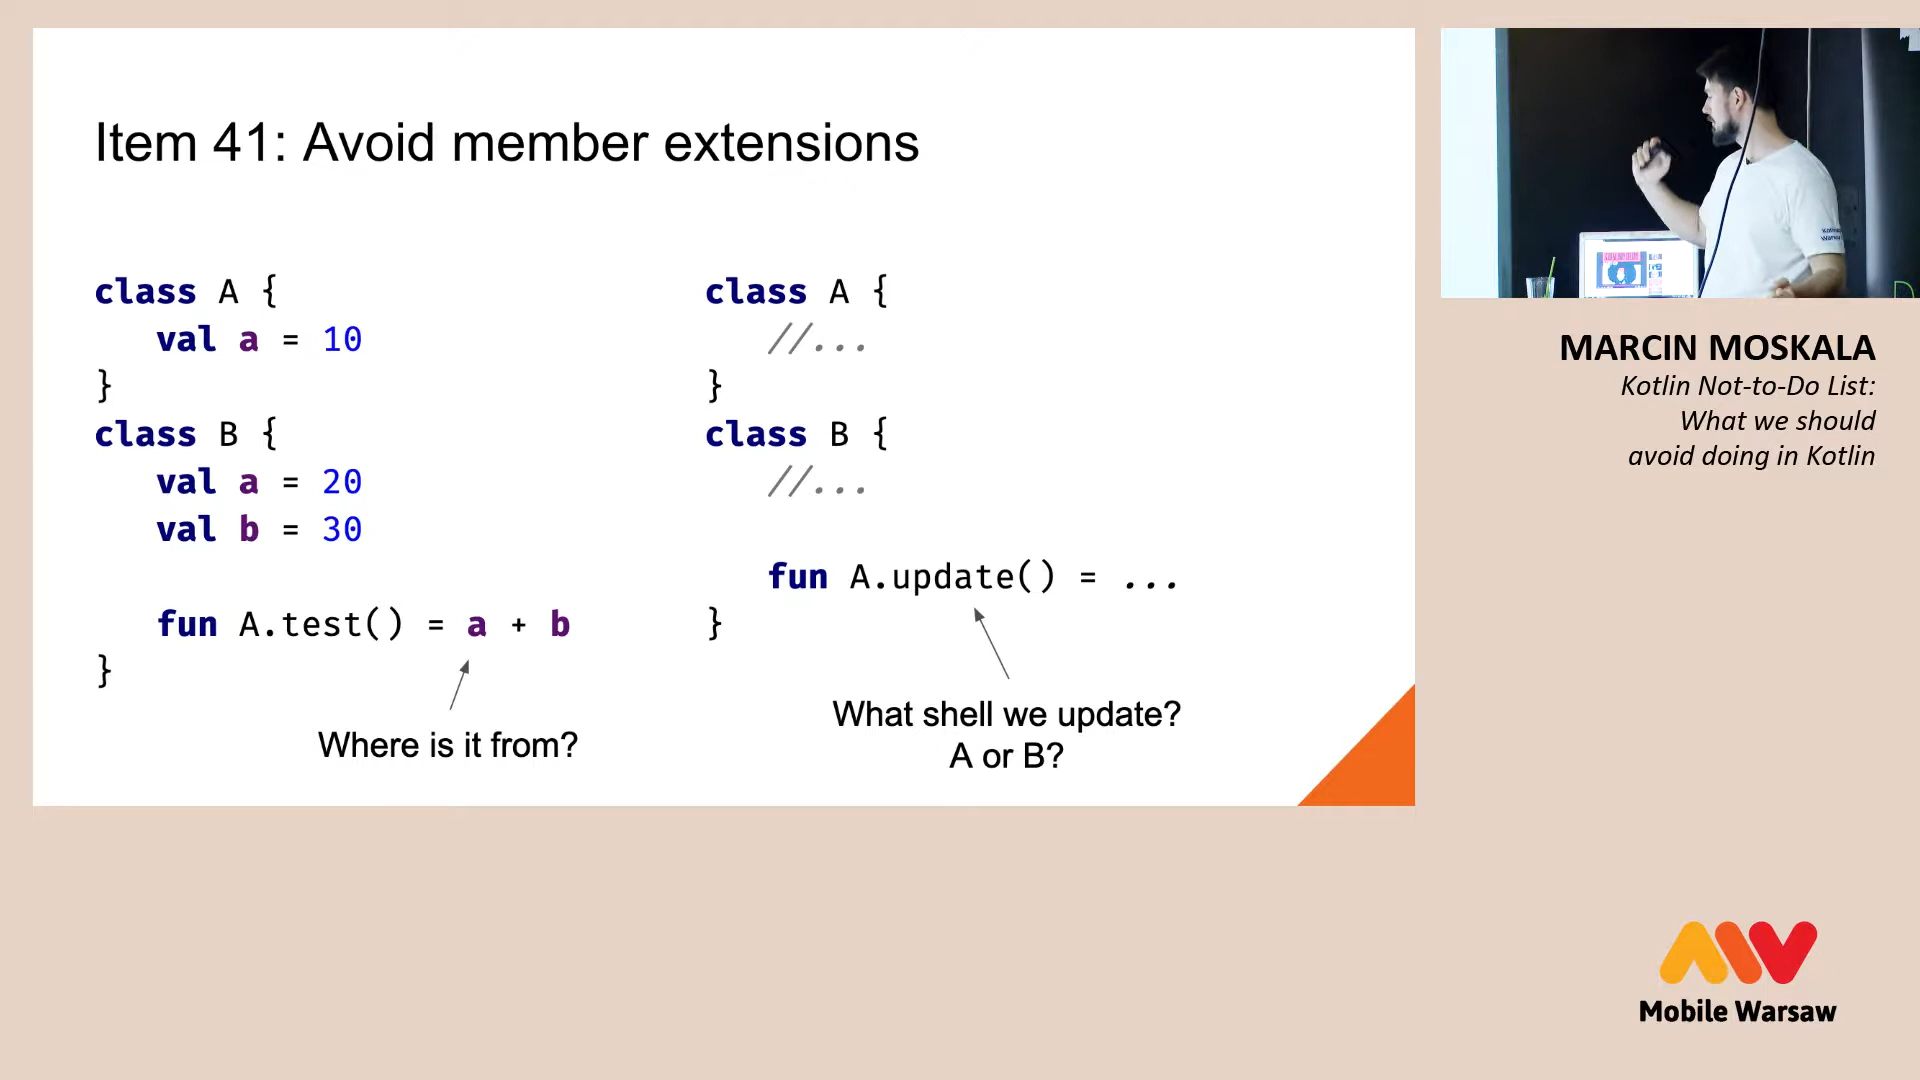 Item 41: Avoid member extensions
class A {
val a = 10
}
class B {
val a = 20
val b = 30
fun A.test() = a + b
}
Where is it from?
class A {
//...
}
class B {
//...
fun A.update() = ...
}
What shell we update?
A or B?
MARCIN MOSKALA
Kotlin Not-to-Do List:
What we should
avoid doing in Kotlin
Mobile Warsaw